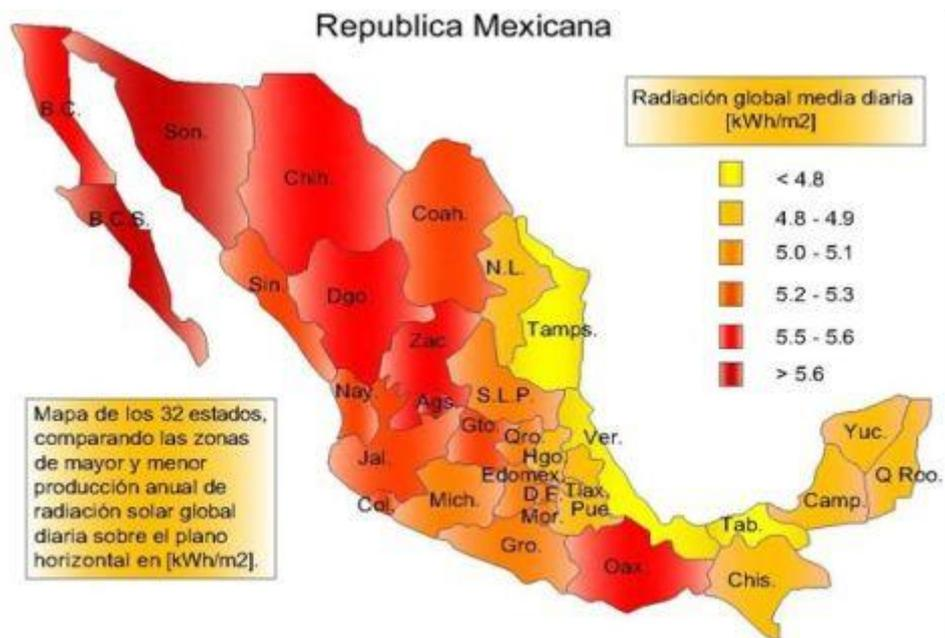 Republica Mexicana
Radiación global media diaria
[kWh/m2]
< 4.8
4.8 - 4.9
5.0 - 5.1
5.2 - 5.3
5.5 - 5.6
> 5.6
B.C.
Son.
Chih.
Coah.
B.C.S.
N.L.
Sin.
Dgo.
Tamps.
Zac.
Nay.
Ags.
S.L.P.
Gto.
Qro.
Ver.
Hgo.
Yuc.
Jal.
Edomex.
Q Roo.
Mich.
D.F.
Tlax.
Camp.
Col.
Mor.
Pue.
Tab.
Gro.
Oax.
Chis.
Mapa de los 32 estados,
comparando las zonas
de mayor y menor
producción anual de
radiación solar global
diaria sobre el plano
horizontal en [kWh/m2].